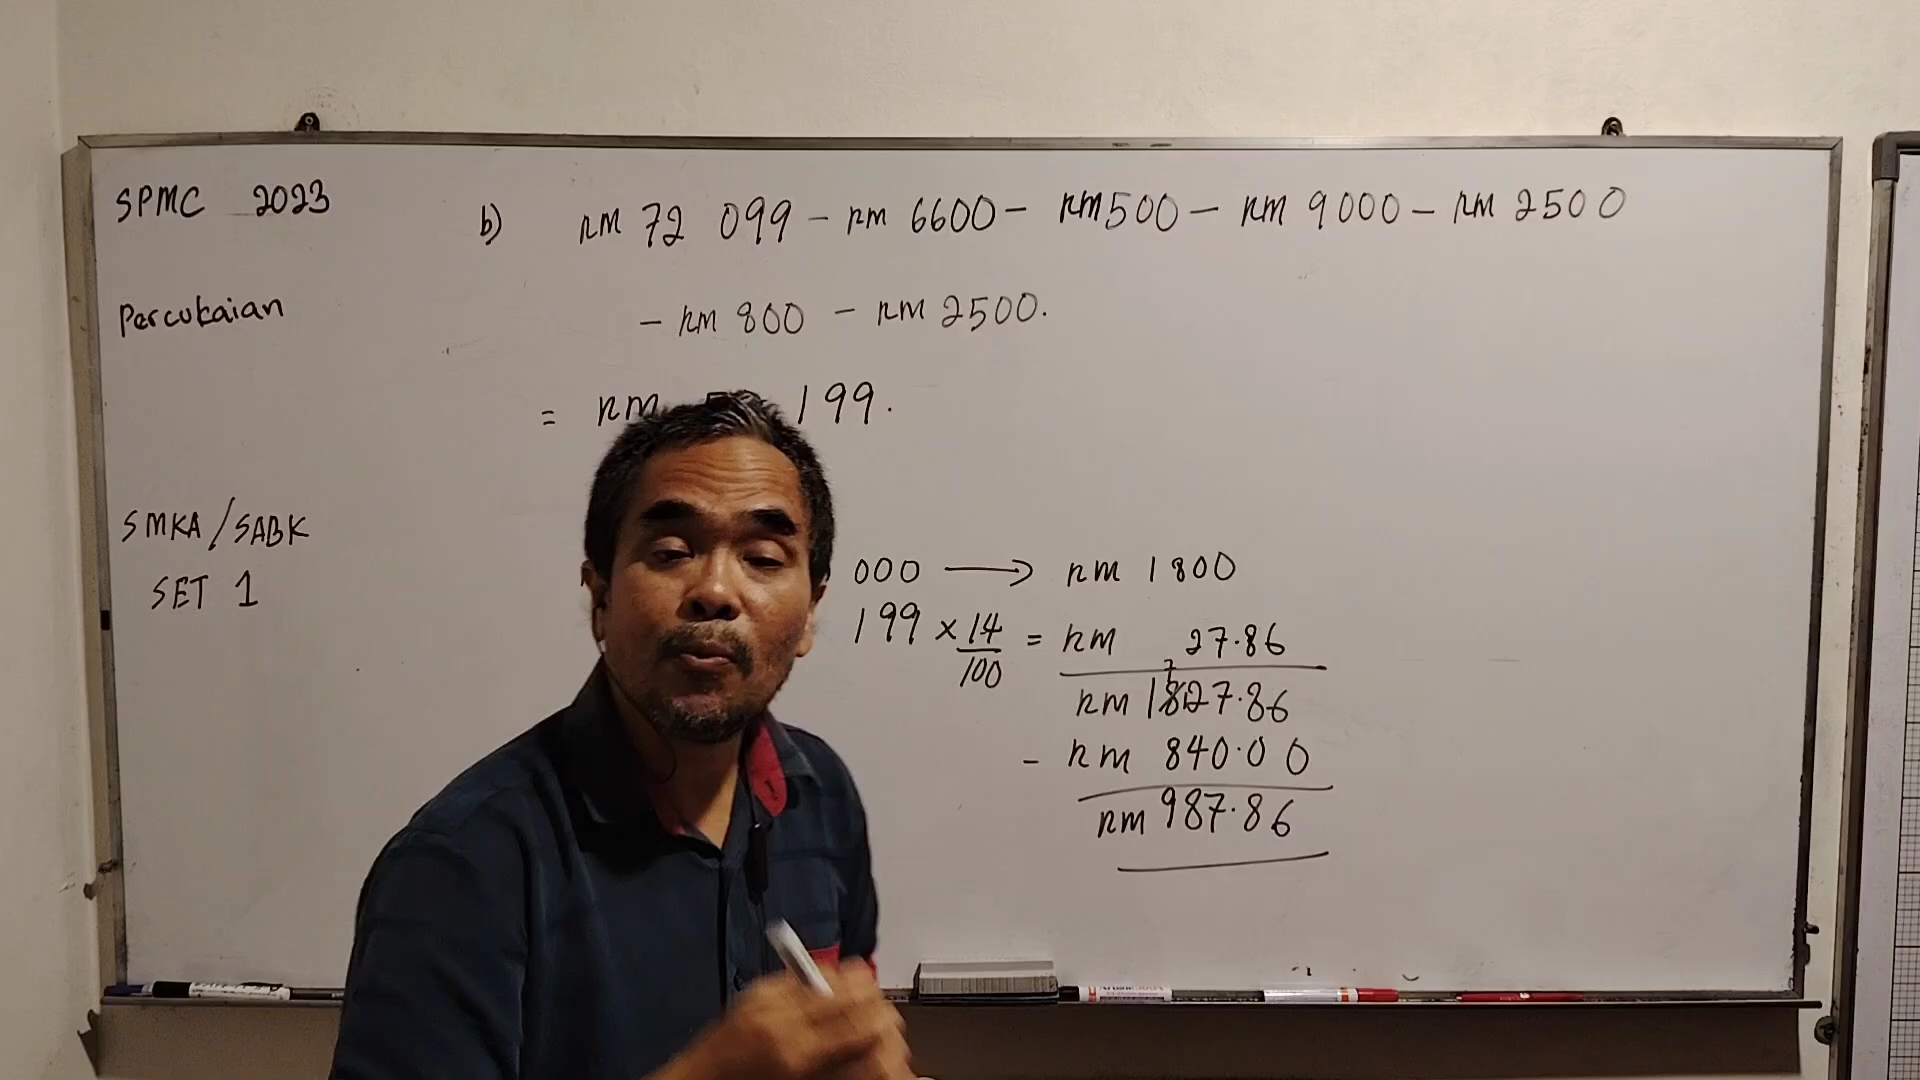 SPMC 2023
b) RM 72 099 - RM 6600 - RM500 - RM 9000 - RM 2500
Percukaian
- RM 800 - RM 2500.
= RM 199.
SMKA/SABK
SET 1
000 → RM 1800
199 × 14/100 = RM 27.86
RM 1827.86
- RM 840.00
RM 987.86